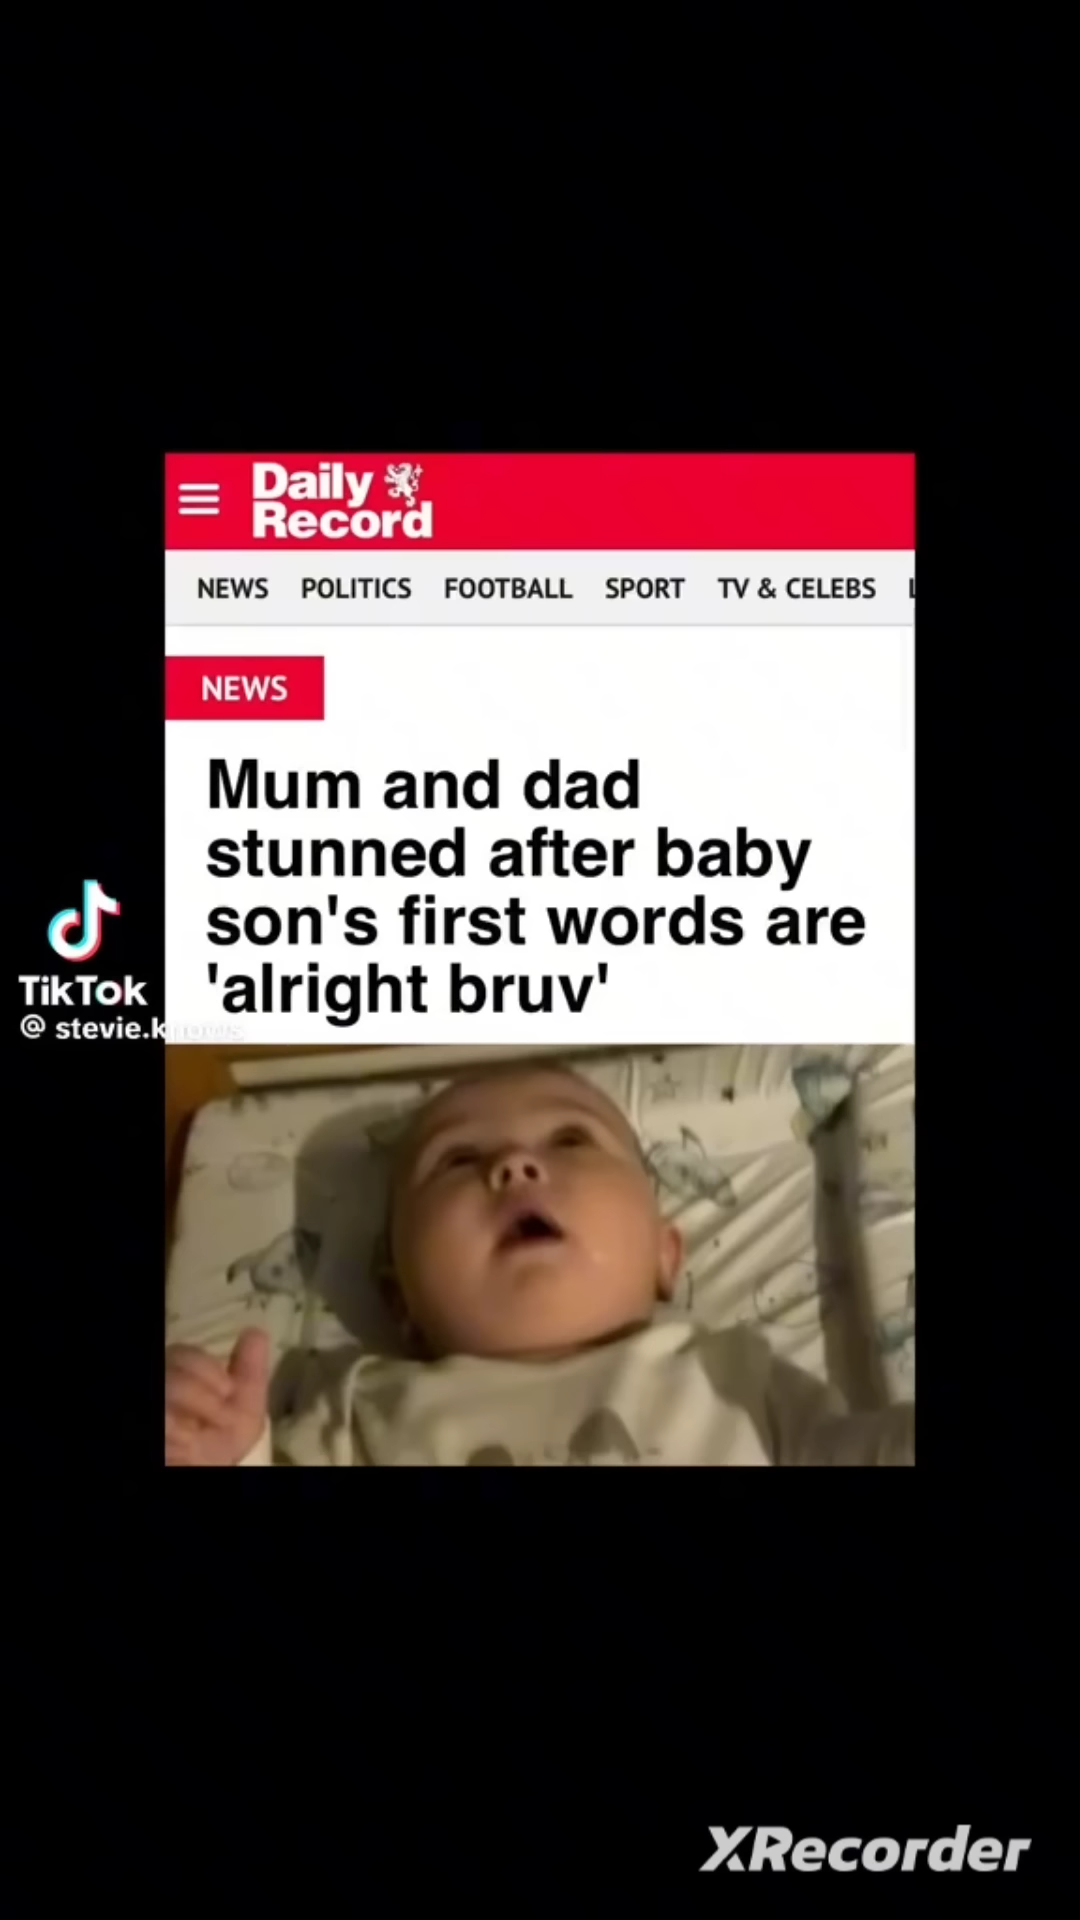 Daily
Record
NEWS POLITICS FOOTBALL SPORT TV & CELEBS
NEWS
Mum and dad
stunned after baby
son's first words are
'alright bruv'
TikTok
@ stevie.knows
XRecorder